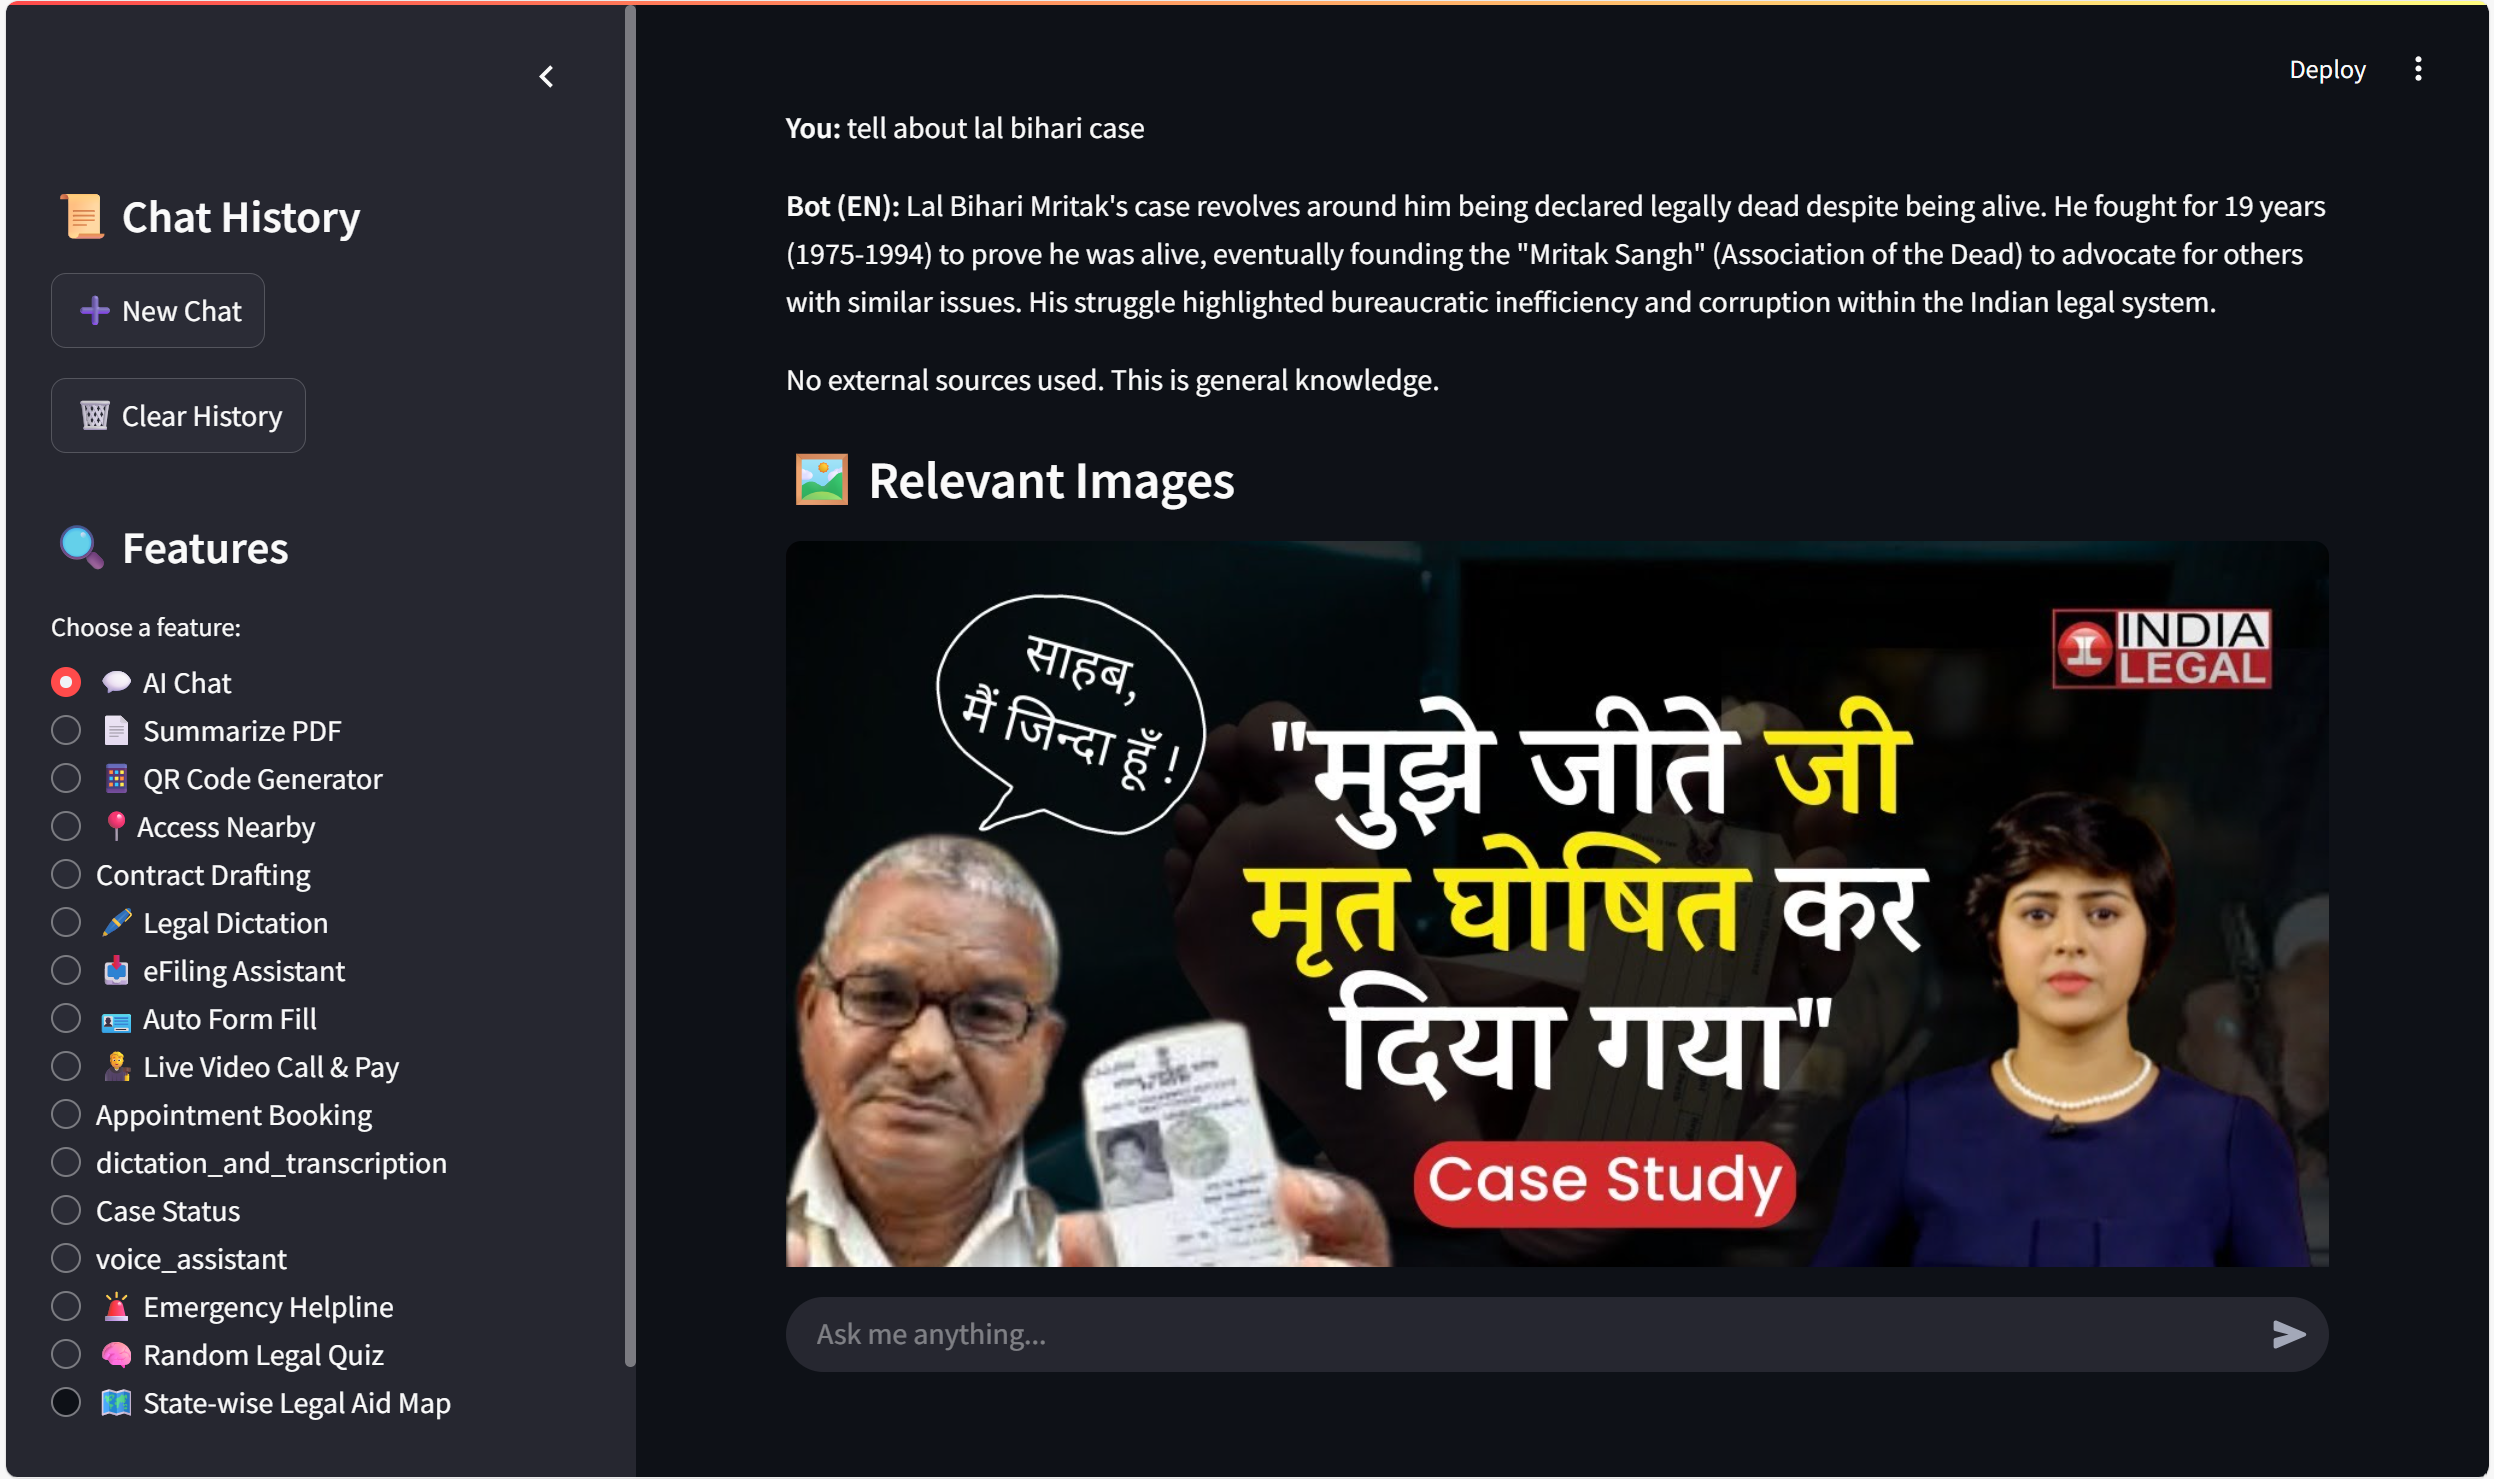 Deploy
Chat History
New Chat
Clear History
Features
Choose a feature:
AI Chat
Summarize PDF
QR Code Generator
Access Nearby
Contract Drafting
Legal Dictation
eFiling Assistant
Auto Form Fill
Live Video Call & Pay
Appointment Booking
dictation_and_transcription
Case Status
voice_assistant
Emergency Helpline
Random Legal Quiz
State-wise Legal Aid Map
You: tell about lal bihari case
Bot (EN): Lal Bihari Mritak's case revolves around him being declared legally dead despite being alive. He fought for 19 years
(1975-1994) to prove he was alive, eventually founding the "Mritak Sangh" (Association of the Dead) to advocate for others
with similar issues. His struggle highlighted bureaucratic inefficiency and corruption within the Indian legal system.
No external sources used. This is general knowledge.
Relevant Images
साहब,
मैं जिन्दा हूँ !
INDIA
LEGAL
"मुझे जीते जी
मृत घोषित कर
दिया गया"
Case Study
Ask me anything...